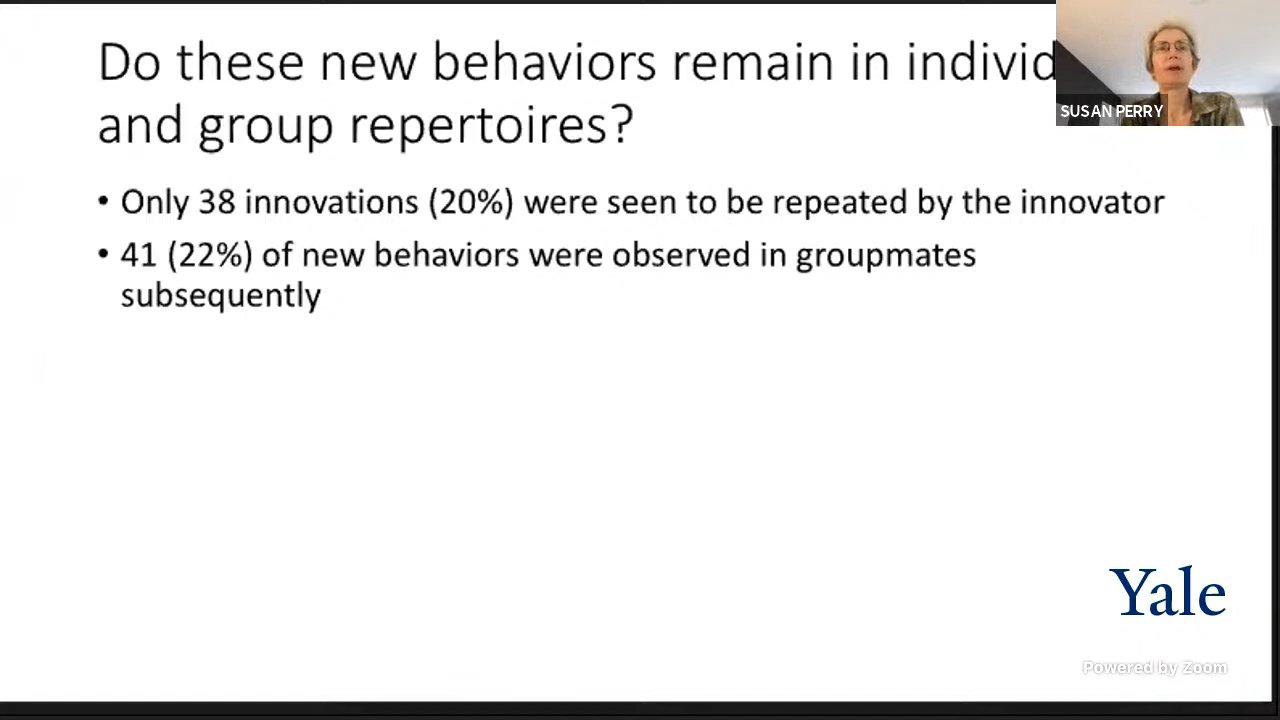 Do these new behaviors remain in individ
and group repertoires?
SUSAN PERRY
• Only 38 innovations (20%) were seen to be repeated by the innovator
• 41 (22%) of new behaviors were observed in groupmates
subsequently
Yale
Powered by Zoom